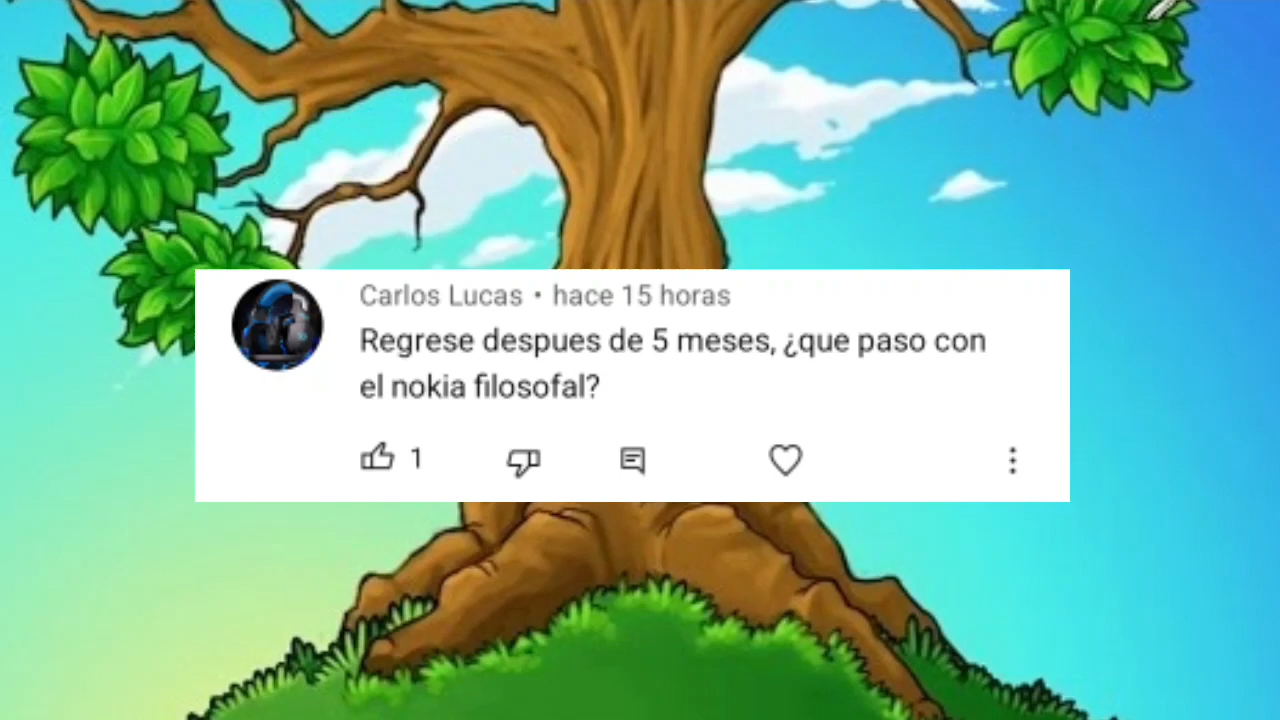 Carlos Lucas • hace 15 horas
Regrese despues de 5 meses, ¿que paso con
el nokia filosofal?
1